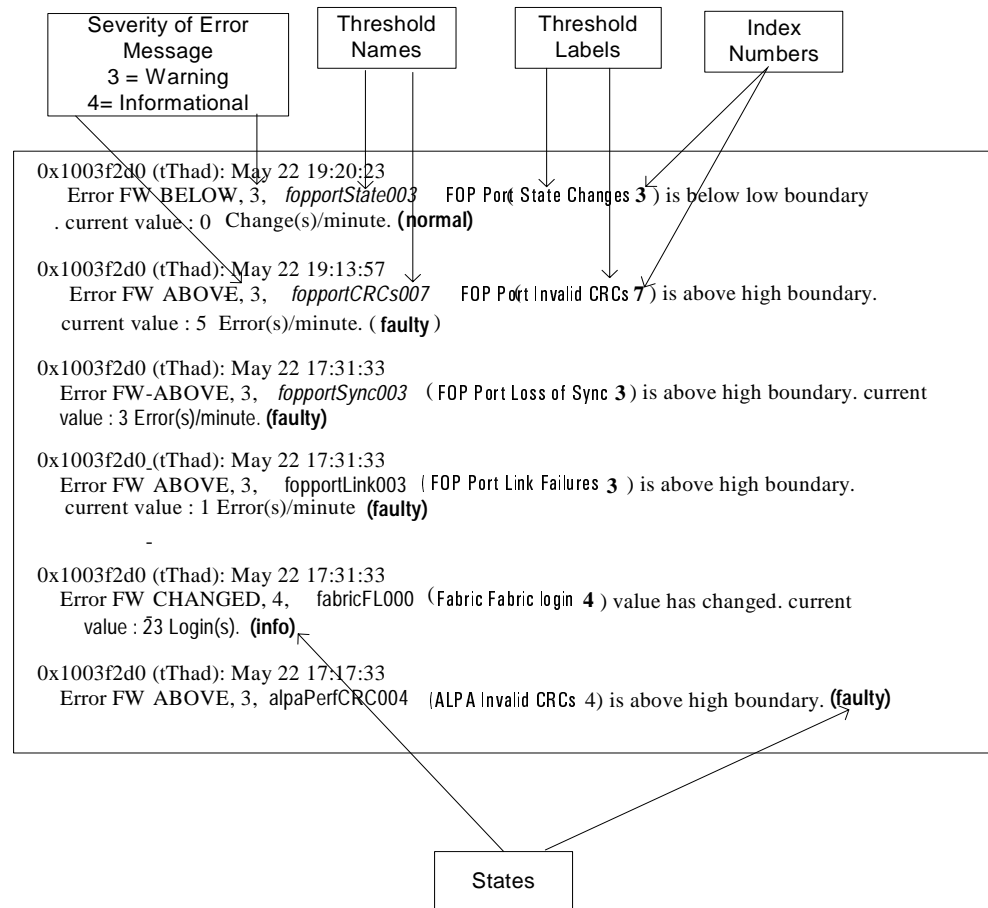 Severity of Error
Message
3 = Warning
4= Informational
Threshold
Names
Threshold
Labels
Index
Numbers
0x1003f2d0 (tThad): May 22 19:20:23
Error FW-BELOW, 3, fopportState003 FOP Port( State Changes 3 ) is below low boundary
. current value : 0 Change(s)/minute. (normal)
0x1003f2d0 (tThad): May 22 19:13:57
Error FW ABOVE, 3, fopportCRCs007 FOP Po(rt Invalid CRCs 7 ) is above high boundary.
current value : 5 Error(s)/minute. ( faulty )
0x1003f2d0 (tThad): May 22 17:31:33
Error FW-ABOVE, 3, fopportSync003 (FOP Port Loss of Sync 3 ) is above high boundary. current
value : 3 Error(s)/minute. (faulty)
0x1003f2d0 (tThad): May 22 17:31:33
Error FW ABOVE, 3, fopportLink003 (FOP Port Link Failures 3 ) is above high boundary.
current value : 1 Error(s)/minute (faulty)
-
0x1003f2d0 (tThad): May 22 17:31:33
Error FW CHANGED, 4, fabricFL000 (Fabric Fabric login 4 ) value has changed. current
value : 23 Login(s). (info)
0x1003f2d0 (tThad): May 22 17:17:33
Error FW ABOVE, 3, alpaPerfCRC004 (ALPA Invalid CRCs 4) is above high boundary. (faulty)
States